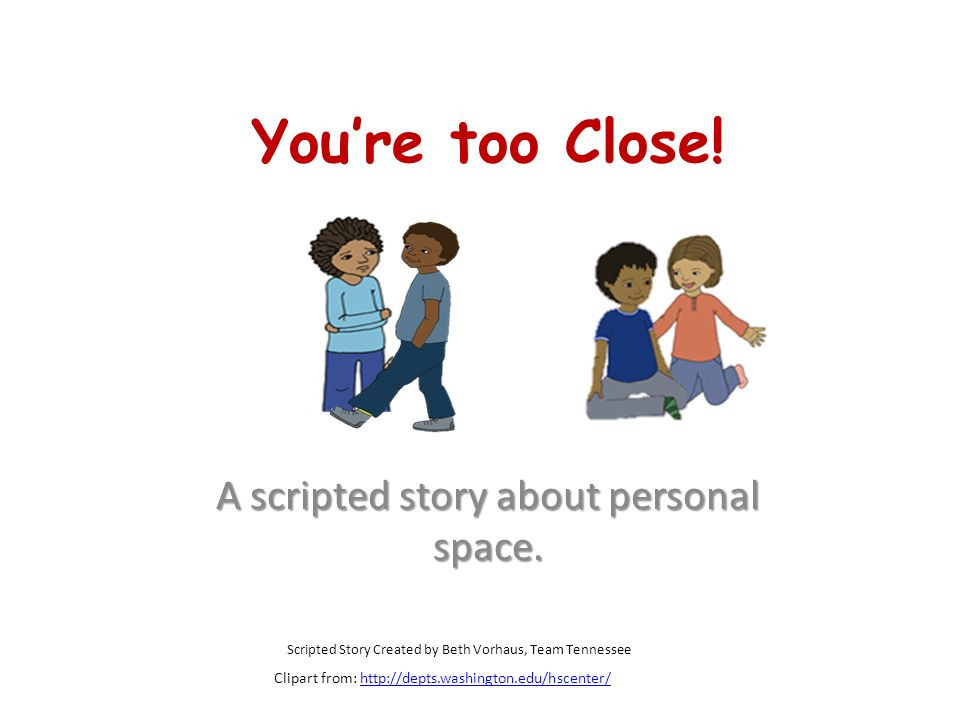 You’re too Close!
A scripted story about personal
space.
Scripted Story Created by Beth Vorhaus, Team Tennessee
Clipart from: http://depts.washington.edu/hscenter/